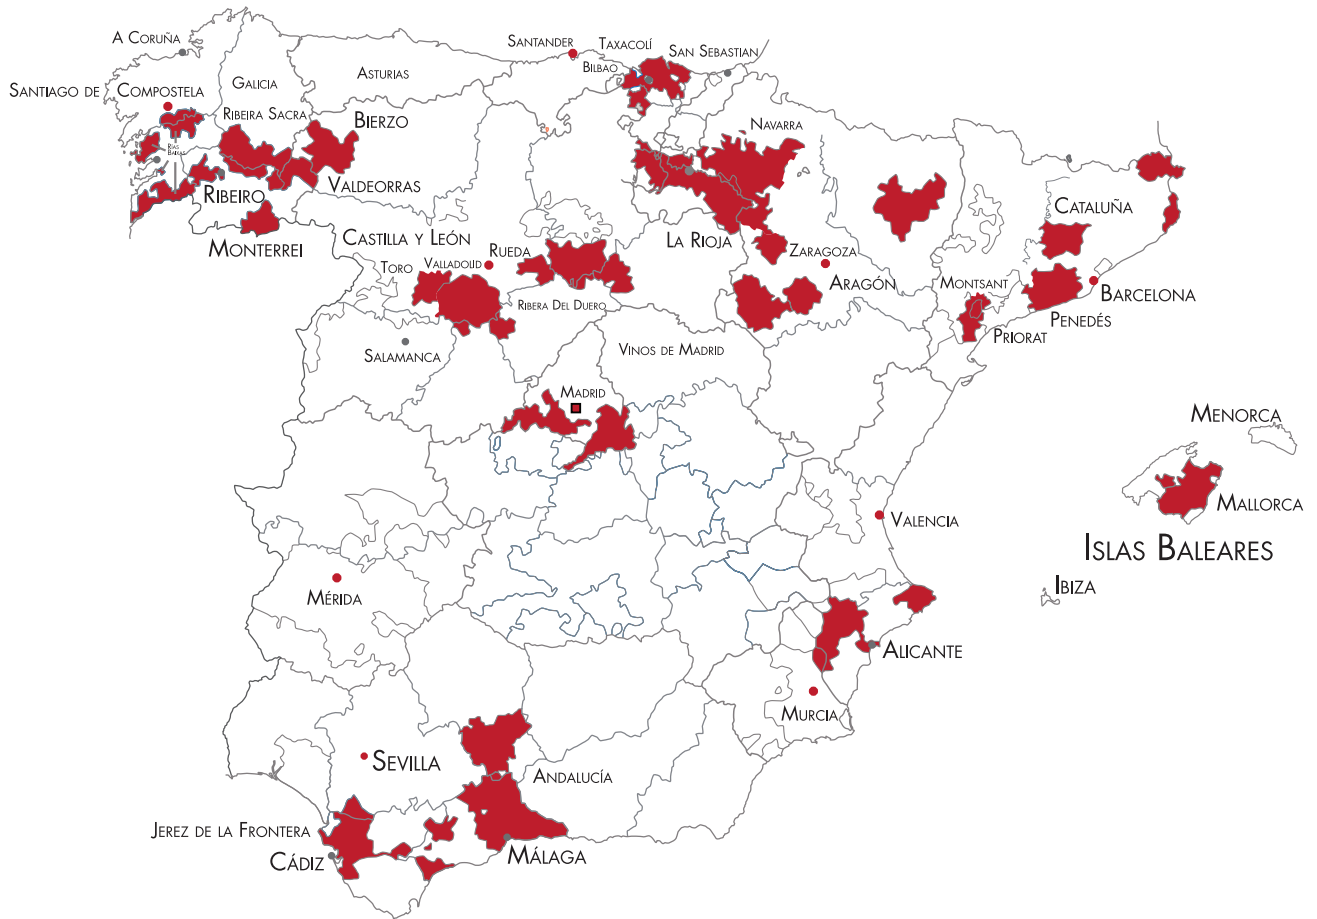 A Coruña
Santander
Taxacolí
San Sebastian
Bilbao
Asturias
Galicia
Santiago de Compostela
Ribeira Sacra
Bierzo
Navarra
Rías
Baixas
Valdeorras
Ribeiro
Monterrei
Castilla y León
Rueda
La Rioja
Cataluña
Toro
Valladolid
Zaragoza
Aragón
Montsant
Barcelona
Ribera Del Duero
Penedés
Priorat
Salamanca
Vinos de Madrid
Madrid
Menorca
Mallorca
Valencia
Islas Baleares
Ibiza
Mérida
Alicante
Murcia
Sevilla
Andalucía
Jerez de la Frontera
Cádiz
Málaga